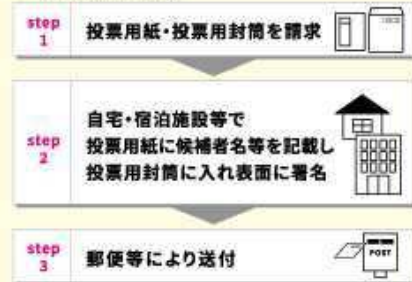 step
1
投票用紙・投票用封筒を請求
step
2
自宅・宿泊施設等で
投票用紙に候補者名等を記載し
投票用封筒に入れ表面に署名
step
3
郵便等により送付
POST